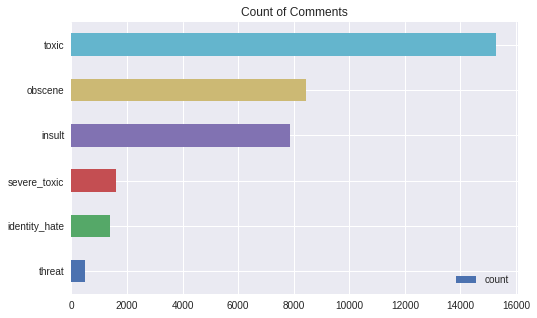 Count of Comments
toxic
obscene
insult
severe_toxic
identity_hate
threat
count
0 2000 4000 6000 8000 10000 12000 14000 16000